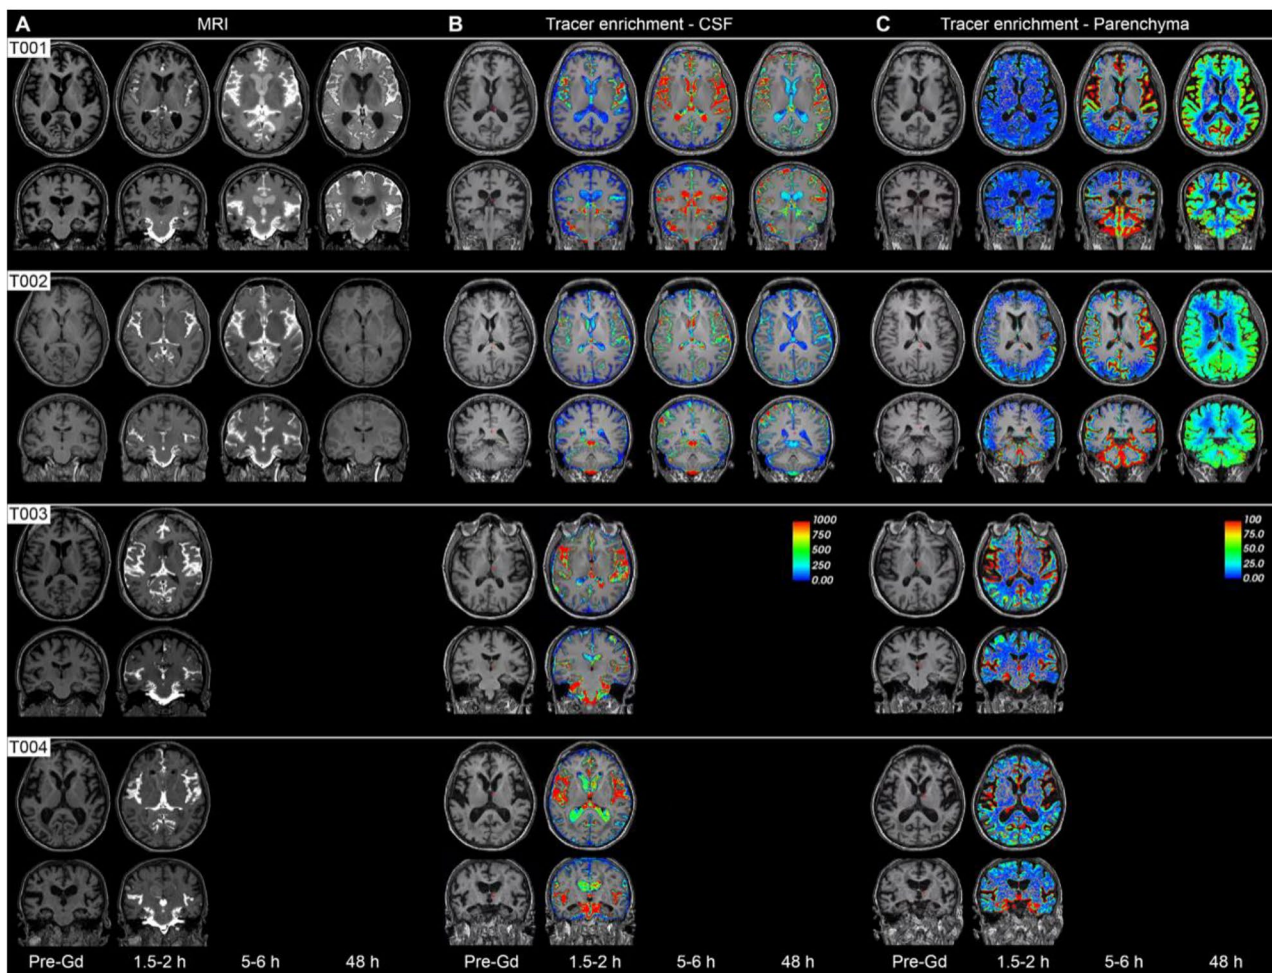 A MRI B Tracer enrichment - CSF C Tracer enrichment - Parenchyma
T001
T002
T003
1000
750
500
250
0.00
100
75.0
50.0
25.0
0.00
T004
Pre-Gd 1.5-2 h 5-6 h 48 h Pre-Gd 1.5-2 h 5-6 h 48 h Pre-Gd 1.5-2 h 5-6 h 48 h